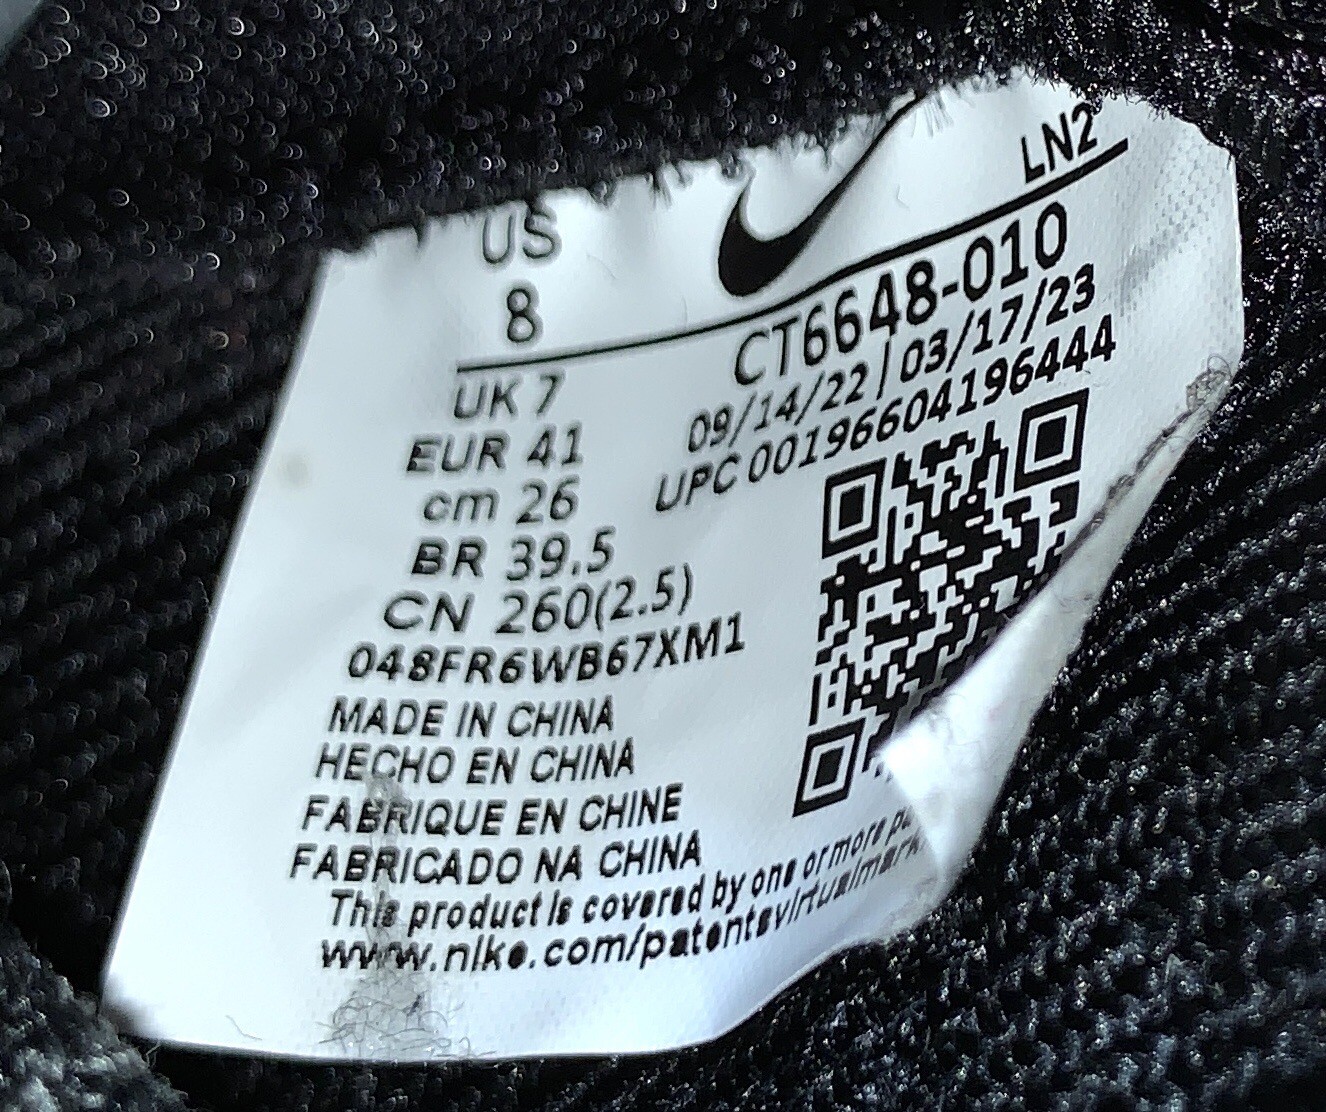 US
8
LN2
CT6648-010
09/14/22 | 03/17/23
UPC 00196604196444
UK 7
EUR 41
cm 26
BR 39.5
CN 260(2.5)
048FR6WB67XM1
MADE IN CHINA
HECHO EN CHINA
FABRIQUE EN CHINE
FABRICADO NA CHINA
This product is covered by one or more
www.nike.com/patentsvirtualmark